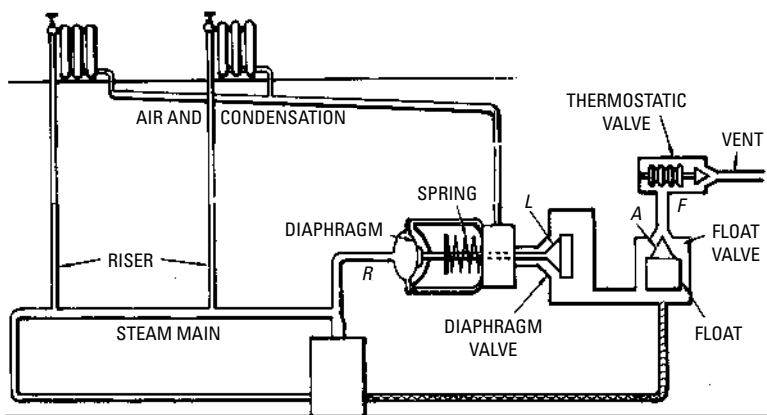 THERMOSTATIC
VALVE
VENT
AIR AND CONDENSATION
SPRING
L
F
A
DIAPHRAGM
FLOAT
VALVE
RISER
R
STEAM MAIN
DIAPHRAGM
VALVE
FLOAT